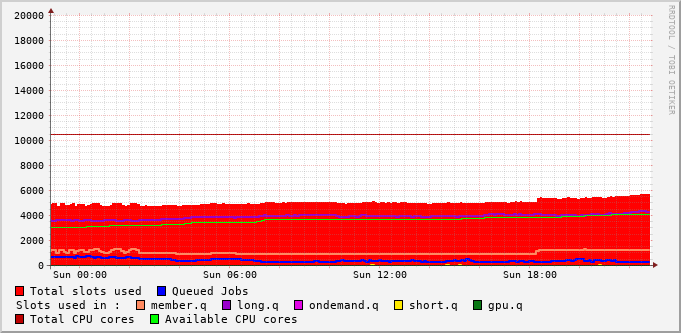 RRDTOOL / TOBI OETIKER
20000
18000
16000
14000
12000
10000
8000
6000
4000
2000
0
Sun 00:00 Sun 06:00 Sun 12:00 Sun 18:00
Total slots used Queued Jobs
Slots used in : member.q long.q ondemand.q short.q gpu.q
Total CPU cores Available CPU cores